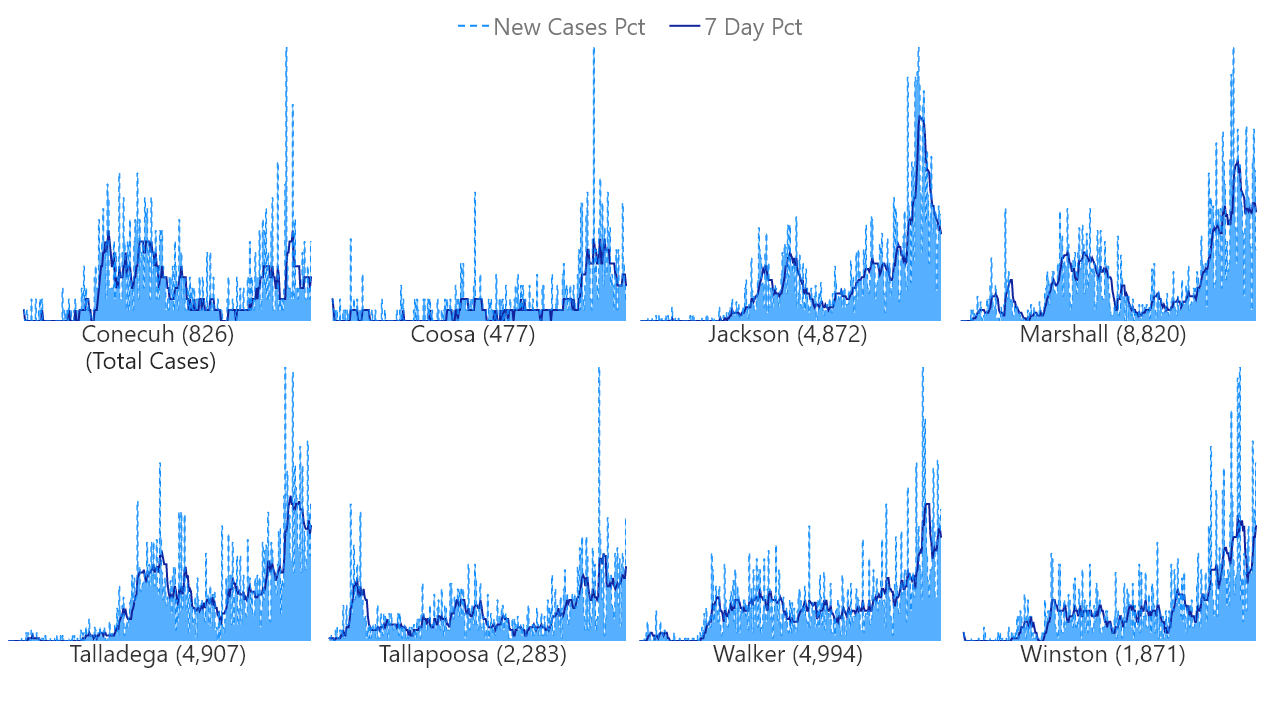 New Cases Pct 7 Day Pct
Conecuh (826) Coosa (477) Jackson (4,872) Marshall (8,820)
(Total Cases)
Talladega (4,907) Tallapoosa (2,283) Walker (4,994) Winston (1,871)